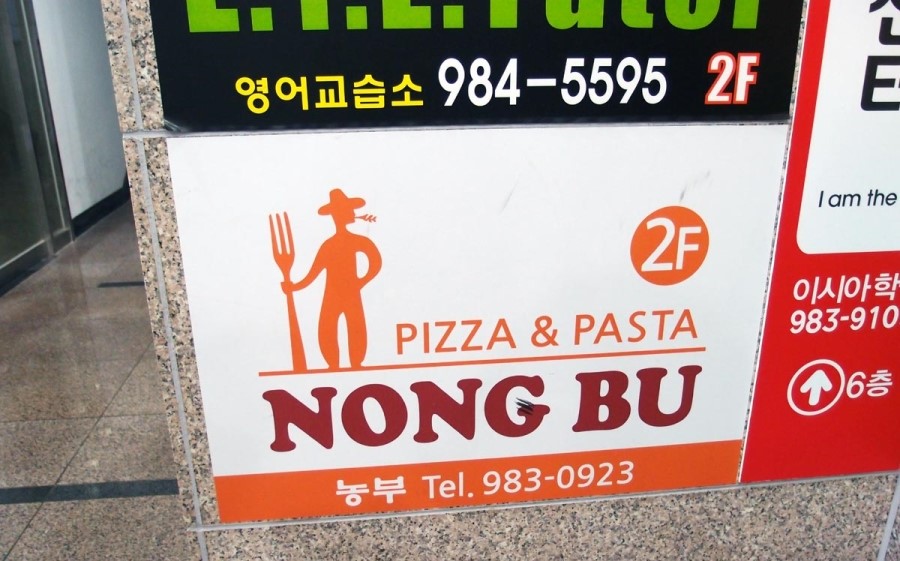 영어교습소 984-5595 2F
2F
PIZZA & PASTA
NONG BU
농부 Tel. 983-0923
I am the
이시아학
983-910
6층